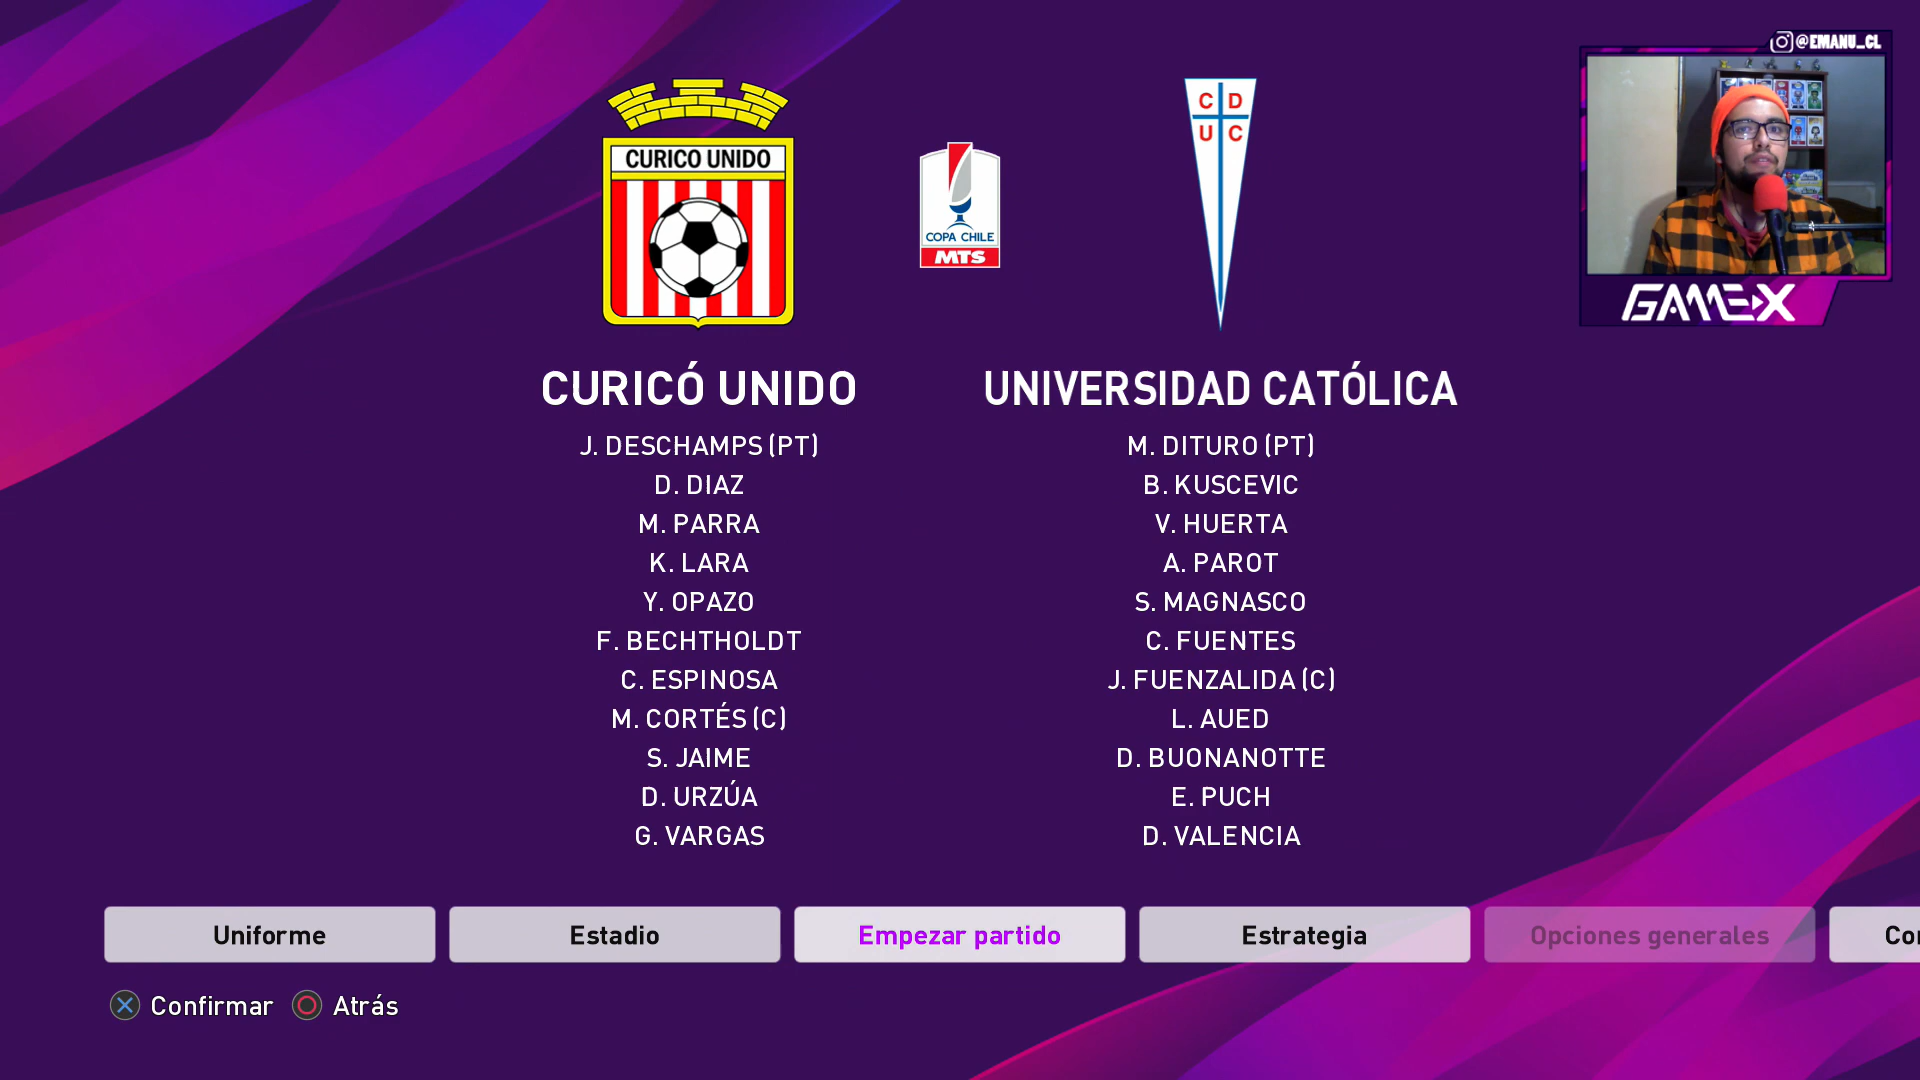 @EMANU_CL
CURICO UNIDO
C D
U C
COPA CHILE
MTS
GAMEX
CURICÓ UNIDO
J. DESCHAMPS (PT)
D. DIAZ
M. PARRA
K. LARA
Y. OPAZO
F. BECHTHOLDT
C. ESPINOSA
M. CORTÉS (C)
S. JAIME
D. URZÚA
G. VARGAS
UNIVERSIDAD CATÓLICA
M. DITURO (PT)
B. KUSCEVIC
V. HUERTA
A. PAROT
S. MAGNASCO
C. FUENTES
J. FUENZALIDA (C)
L. AUED
D. BUONANOTTE
E. PUCH
D. VALENCIA
Uniforme
Estadio
Empezar partido
Estrategia
Opciones generales
Confirmar
Atrás